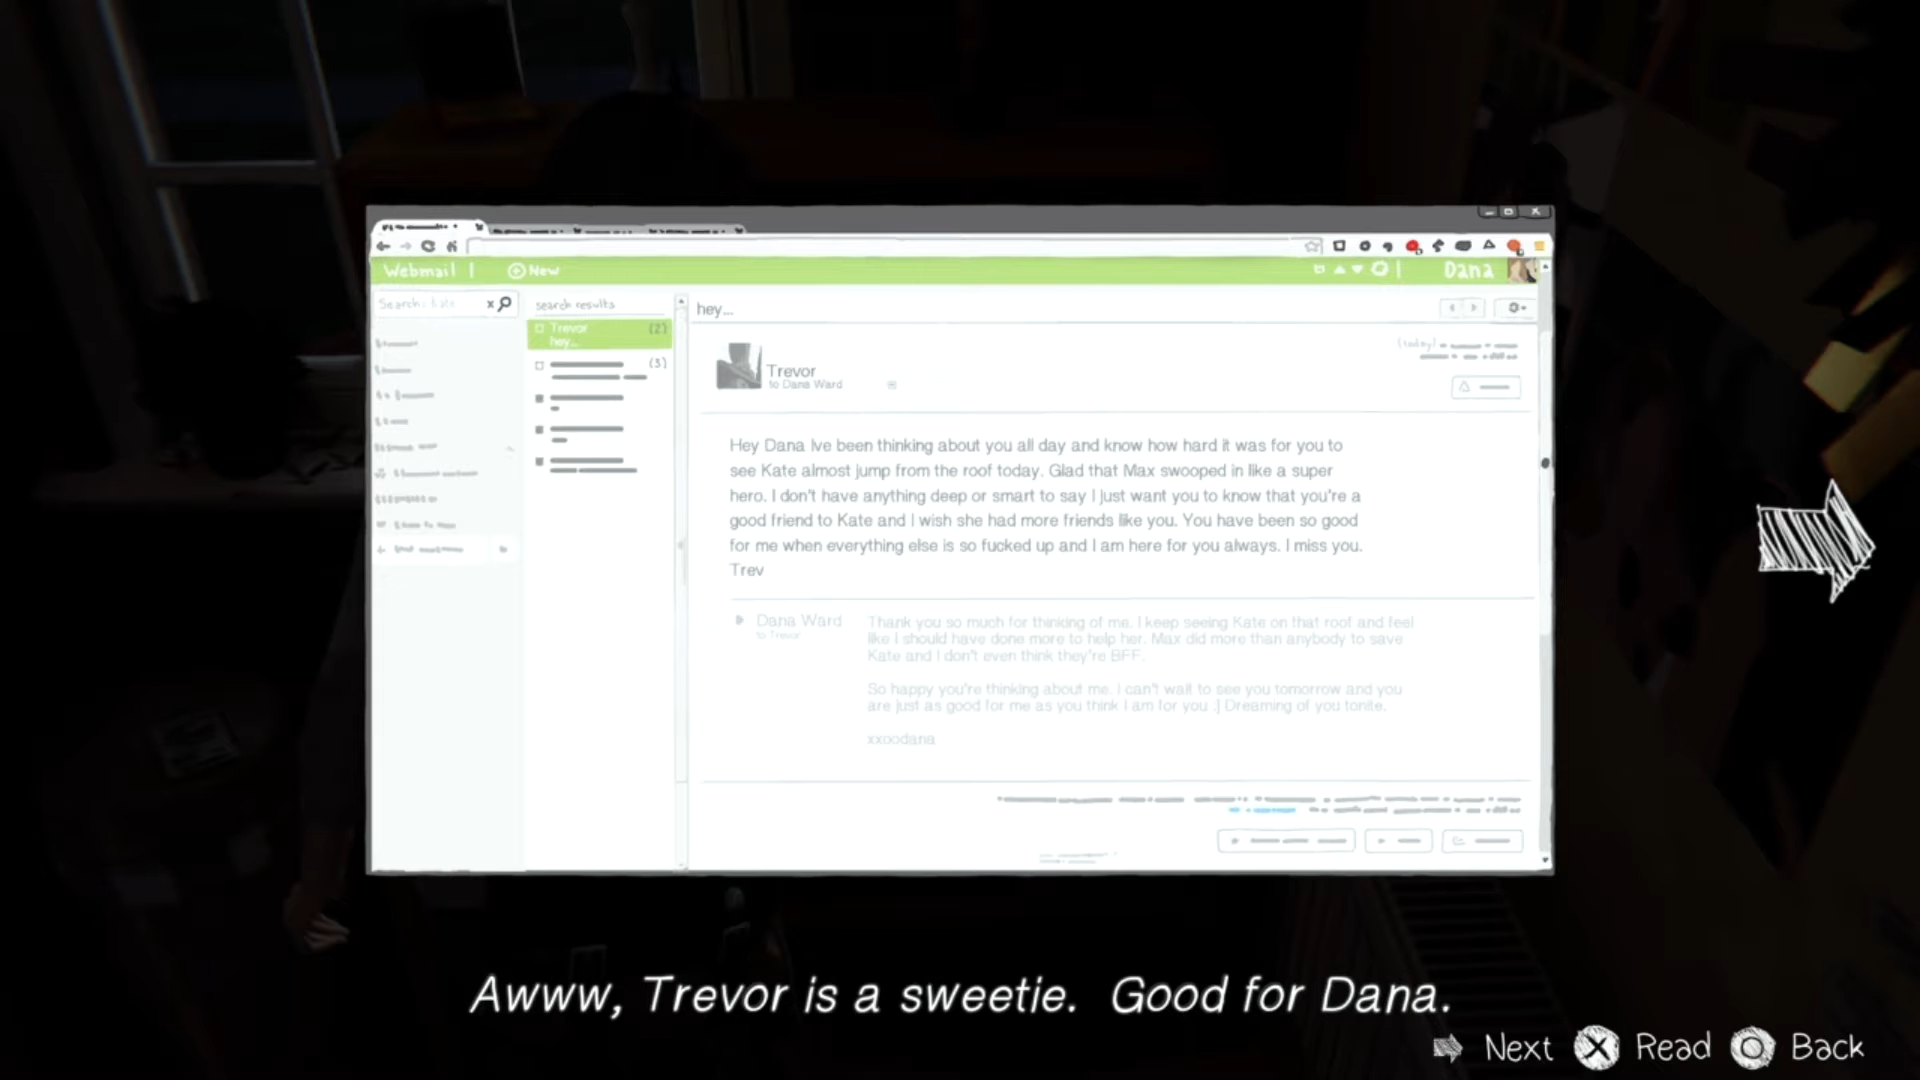 Webmail | New
Dana
Search: kate
x
search results
Trevor (2)
hey...
(3)
hey...
Trevor
to Dana Ward
(today)
Hey Dana Ive been thinking about you all day and know how hard it was for you to
see Kate almost jump from the roof today. Glad that Max swooped in like a super
hero. I don't have anything deep or smart to say I just want you to know that you're a
good friend to Kate and I wish she had more friends like you. You have been so good
for me when everything else is so fucked up and I am here for you always. I miss you.
Trev
Dana Ward
to Trevor
Thank you so much for thinking of me. I keep seeing Kate on that roof and feel
like I should have done more to help her. Max did more than anybody to save
Kate and I don't even think they're BFF.
So happy you're thinking about me. I can't wait to see you tomorrow and you
are just as good for me as you think I am for you :] Dreaming of you tonite.
xxoodana
Awww, Trevor is a sweetie. Good for Dana.
Next X Read O Back